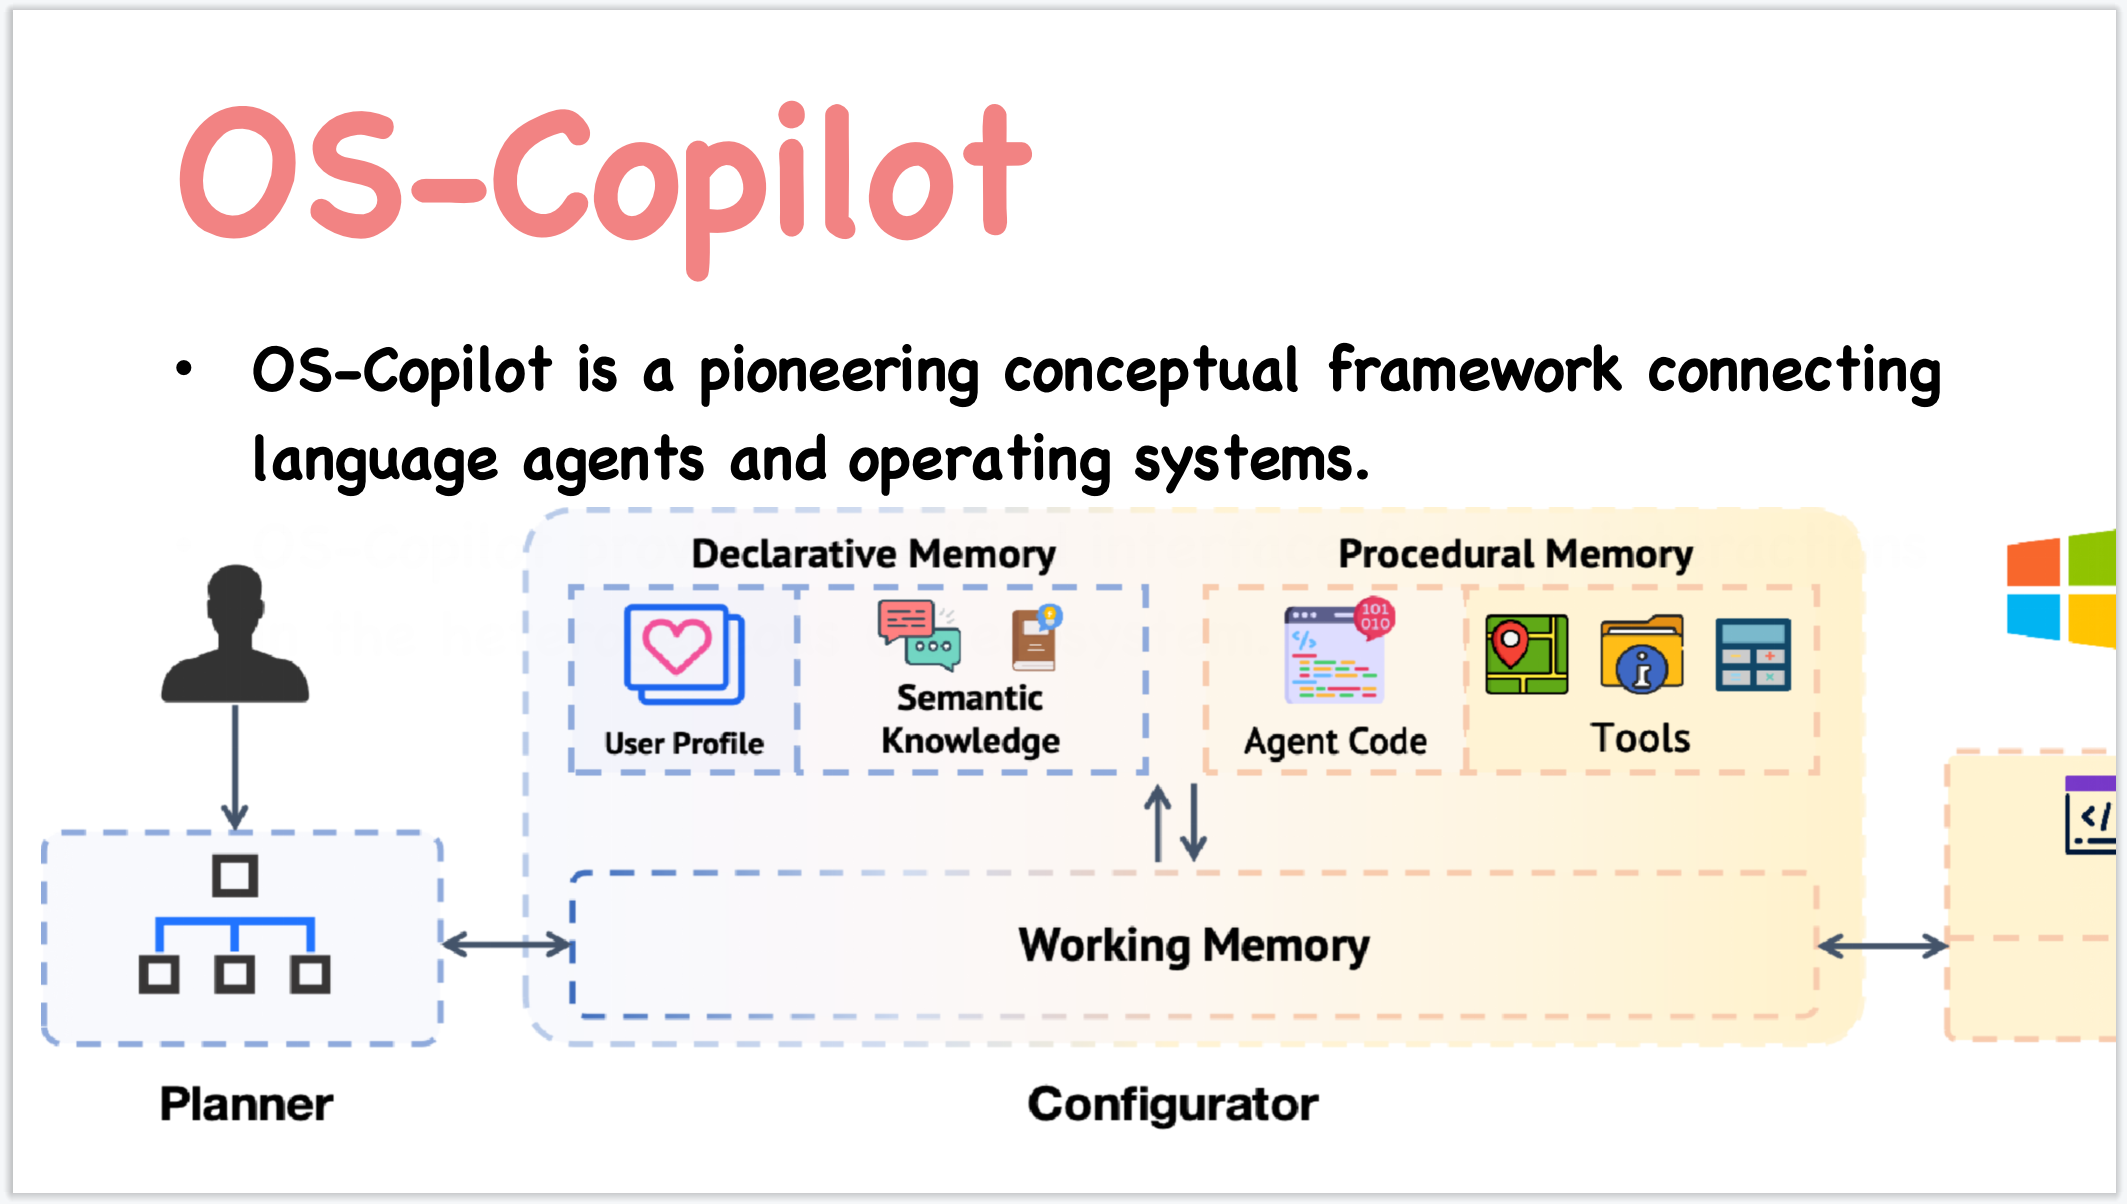 OS-Copilot
• OS-Copilot is a pioneering conceptual framework connecting
language agents and operating systems.
Declarative Memory
Procedural Memory
101
010
</>
User Profile
Semantic
Knowledge
Agent Code
Tools
</
Working Memory
Planner
Configurator